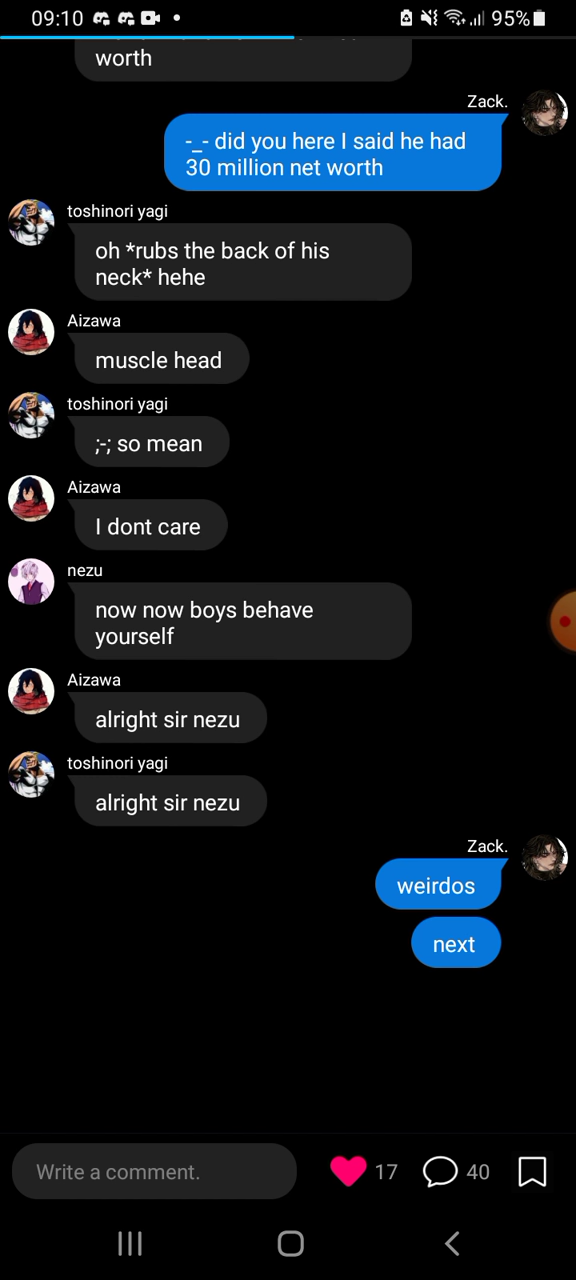 09:10
95%
worth
Zack.
-_- did you here I said he had
30 million net worth
toshinori yagi
oh *rubs the back of his
neck* hehe
Aizawa
muscle head
toshinori yagi
;-; so mean
Aizawa
I dont care
nezu
now now boys behave
yourself
Aizawa
alright sir nezu
toshinori yagi
alright sir nezu
Zack.
weirdos
next
Write a comment.
17
40